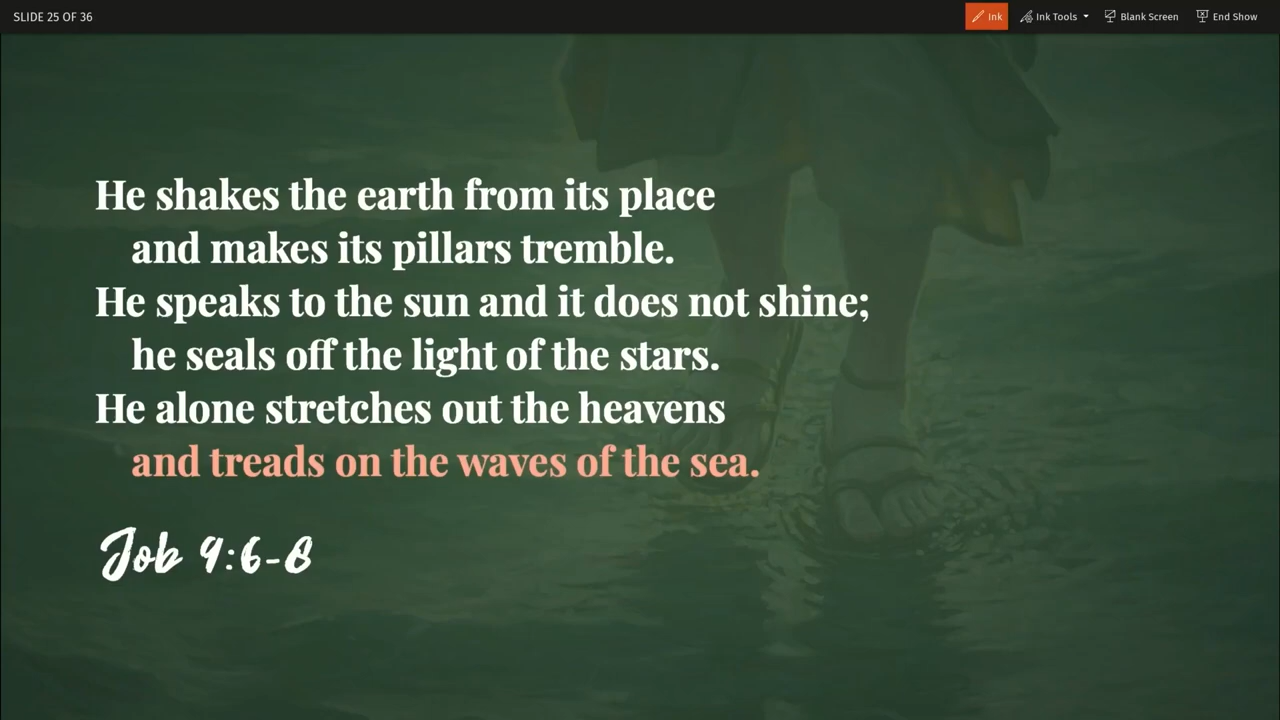 SLIDE 25 OF 36
Ink
Ink Tools
Blank Screen
End Show
He shakes the earth from its place
and makes its pillars tremble.
He speaks to the sun and it does not shine;
he seals off the light of the stars.
He alone stretches out the heavens
and treads on the waves of the sea.
Job 9:6-8